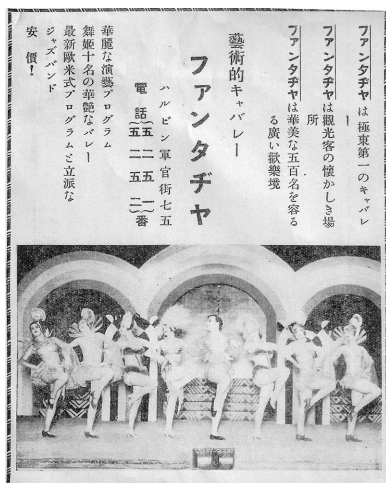 ファンタヂヤは極東第一のキャバレ
ー
ファンタヂヤは觀光客の懷かしき場
所
ファンタヂヤは華美な五百名を容る
る廣い歡樂境
藝術的キャバレー
ファンタヂヤ
ハルビン軍官街七五
電話
五二五一
五二五二
番
華麗な演藝プログラム
舞姫十名の華艶なバレー
最新歐米式プログラムと立派な
ジャズバンド
安價！